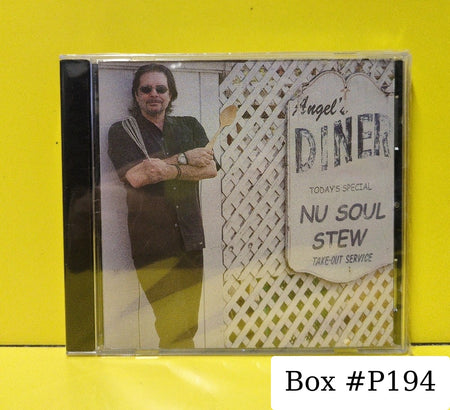 Angel's
DINER
TODAY'S SPECIAL
NU SOUL
STEW
TAKE-OUT SERVICE
Box #P194